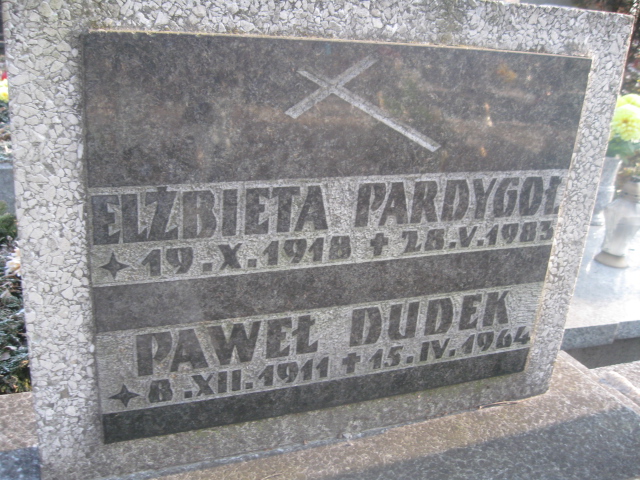 ELŻBIETA PARDYGOŁ
✦ 19.X.1918 ✝ 28.V.1983
PAWEŁ DUDEK
✦ 8.XII.1911 ✝ 15.IV.1964